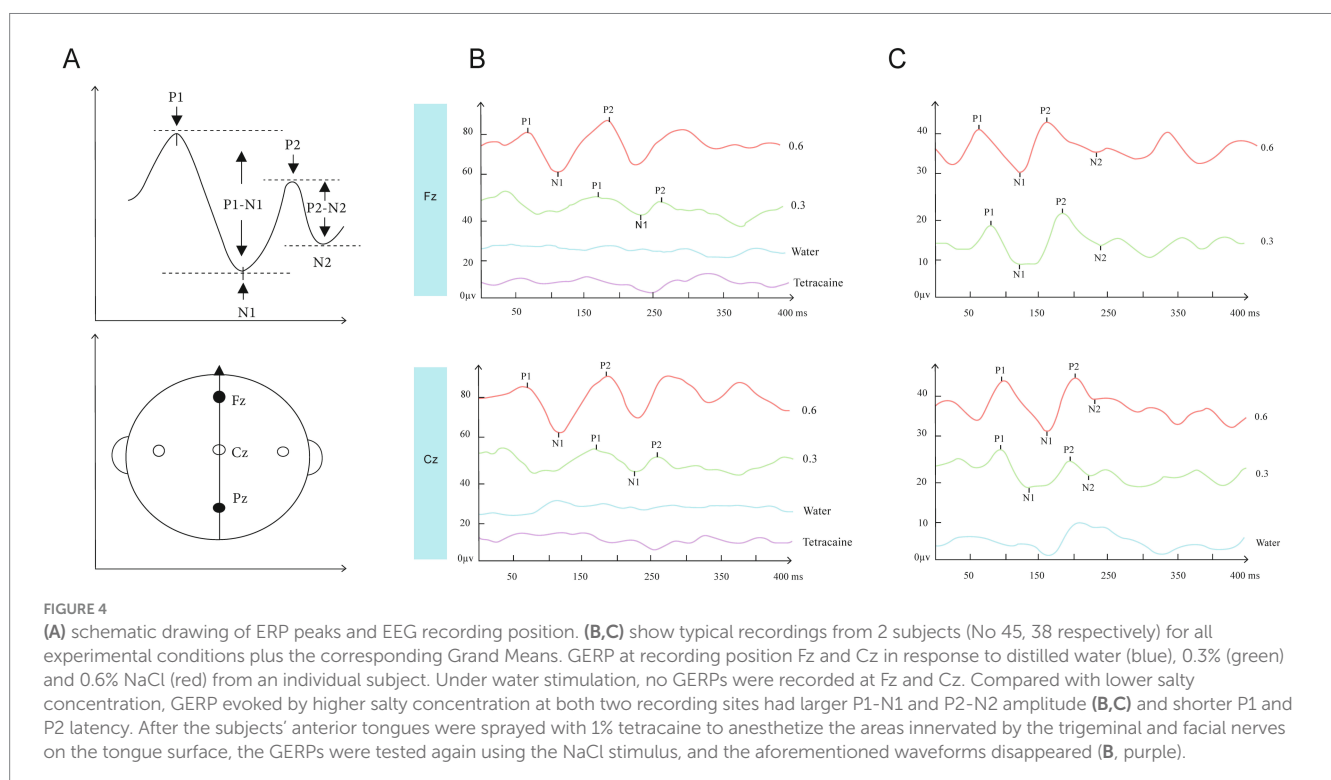 A
P1
P2
P1-N1
P2-N2
N2
N1
Fz
Cz
Pz
B
Fz
80
60
40
20
0μv
P1
P2
N1
0.6
P1
P2
N1
0.3
Water
Tetracaine
50
150
250
400 ms
Cz
80
60
40
20
0μv
P1
P2
N1
0.6
P1
P2
N1
0.3
Water
Tetracaine
50
150
250
400 ms
C
40
30
20
10
0μv
P1
P2
N1
N2
0.6
P1
P2
N1
N2
0.3
50
150
250
400 ms
40
30
20
10
0μv
P1
P2
N2
N1
0.6
P1
P2
N1
N2
0.3
Water
50
150
250
400 ms
FIGURE 4
(A) schematic drawing of ERP peaks and EEG recording position. (B,C) show typical recordings from 2 subjects (No 45, 38 respectively) for all
experimental conditions plus the corresponding Grand Means. GERP at recording position Fz and Cz in response to distilled water (blue), 0.3% (green)
and 0.6% NaCl (red) from an individual subject. Under water stimulation, no GERPs were recorded at Fz and Cz. Compared with lower salty
concentration, GERP evoked by higher salty concentration at both two recording sites had larger P1-N1 and P2-N2 amplitude (B,C) and shorter P1 and
P2 latency. After the subjects' anterior tongues were sprayed with 1% tetracaine to anesthetize the areas innervated by the trigeminal and facial nerves
on the tongue surface, the GERPs were tested again using the NaCl stimulus, and the aforementioned waveforms disappeared (B, purple).